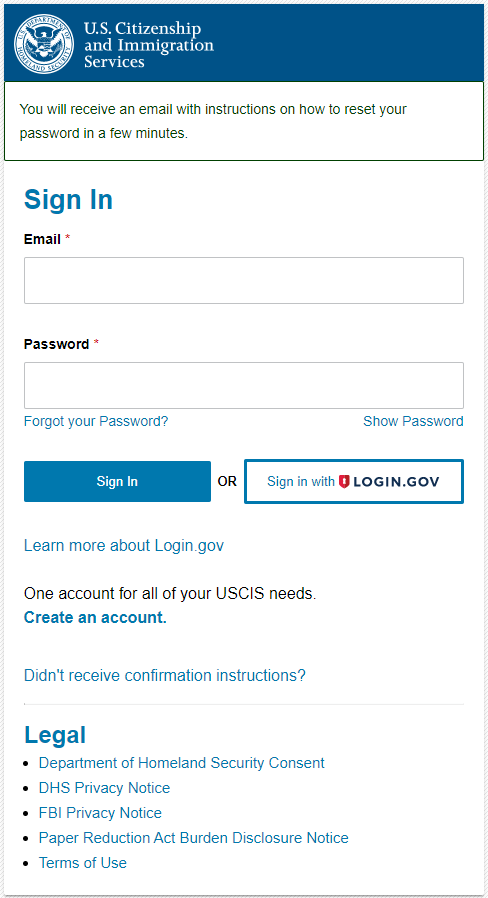 U.S. Citizenship
and Immigration
Services
You will receive an email with instructions on how to reset your
password in a few minutes.
Sign In
Email *
Password *
Forgot your Password? Show Password
Sign In OR Sign in with LOGIN.GOV
Learn more about Login.gov
One account for all of your USCIS needs.
Create an account.
Didn't receive confirmation instructions?
Legal
Department of Homeland Security Consent
DHS Privacy Notice
FBI Privacy Notice
Paper Reduction Act Burden Disclosure Notice
Terms of Use